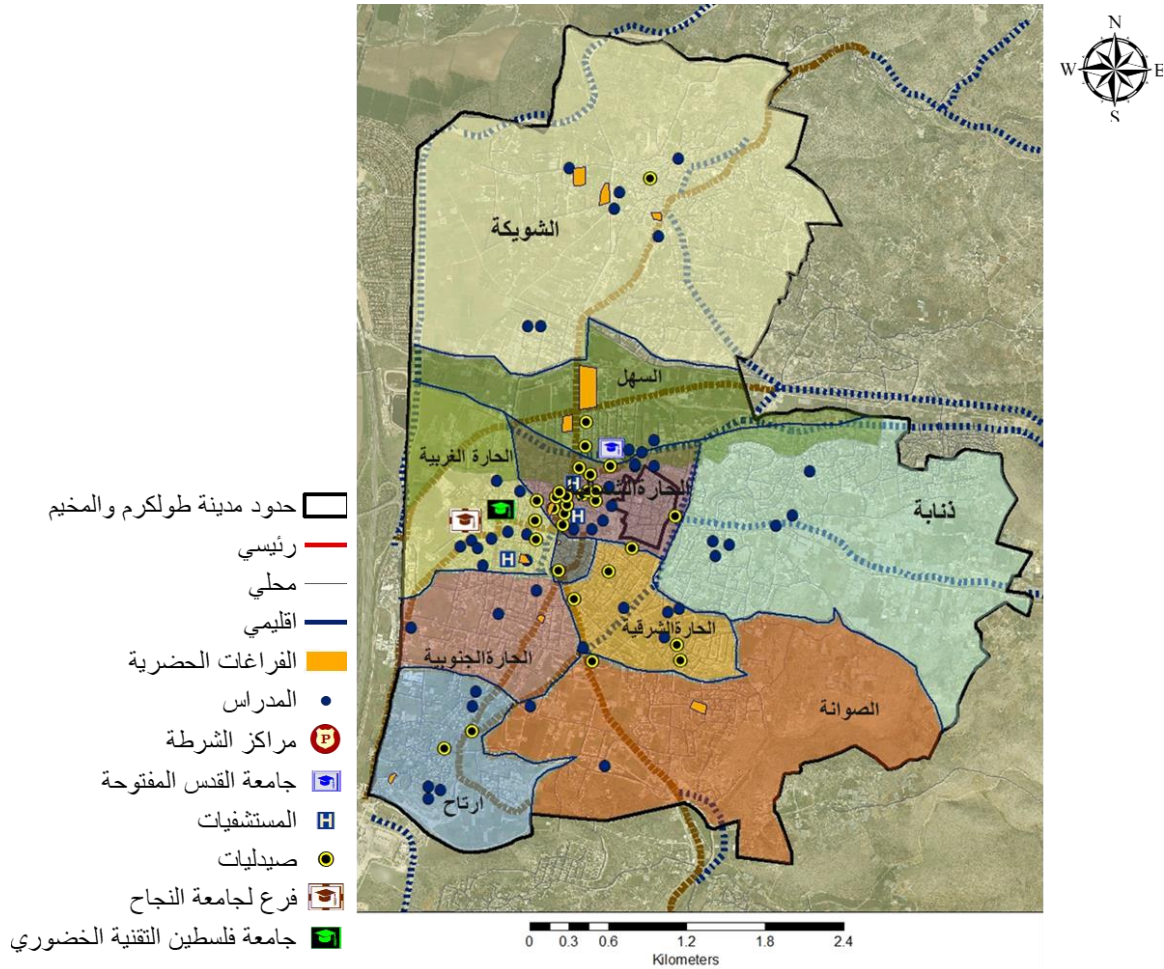 N
W E
S
الشويكة
السهل
الحارة الغربية
ذنابة
الحارة الشرقية
الحارة الجنوبية
الصوانة
ارتاح
حدود مدينة طولكرم والمخيم
رئيسي
محلي
اقليمي
الفراغات الحضرية
المدراس
مراكز الشرطة
جامعة القدس المفتوحة
المستشفيات
صيدليات
فرع لجامعة النجاح
جامعة فلسطين التقنية الخضوري
P
H
0 0.3 0.6 1.2 1.8 2.4
Kilometers